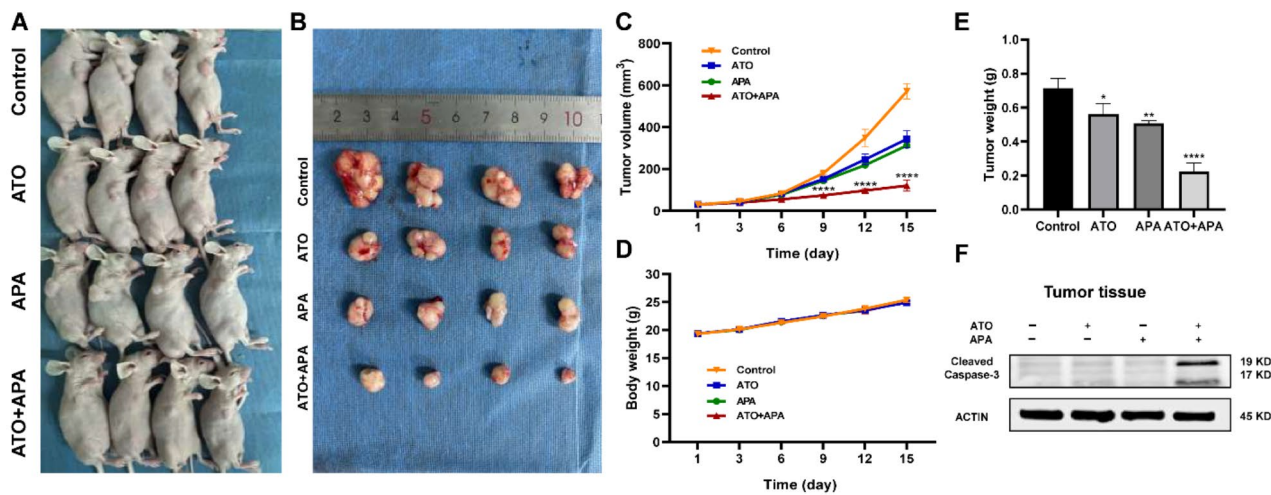 A
Control
ATO
APA
ATO+APA
B
2 3 4 5 6 7 8 9 10
Control
ATO
APA
ATO+APA
C
Tumor volume (mm³)
800
600
400
200
0
Control
ATO
APA
ATO+APA
**** **** ****
1 3 6 9 12 15
Time (day)
D
Body weight (g)
30
25
20
15
10
5
0
Control
ATO
APA
ATO+APA
1 3 6 9 12 15
Time (day)
E
Tumor weight (g)
1.0
0.8
0.6
0.4
0.2
0.0
*
**
****
Control ATO APA ATO+APA
F
Tumor tissue
ATO – + – +
APA – – + +
Cleaved
Caspase-3
19 KD
17 KD
ACTIN 45 KD